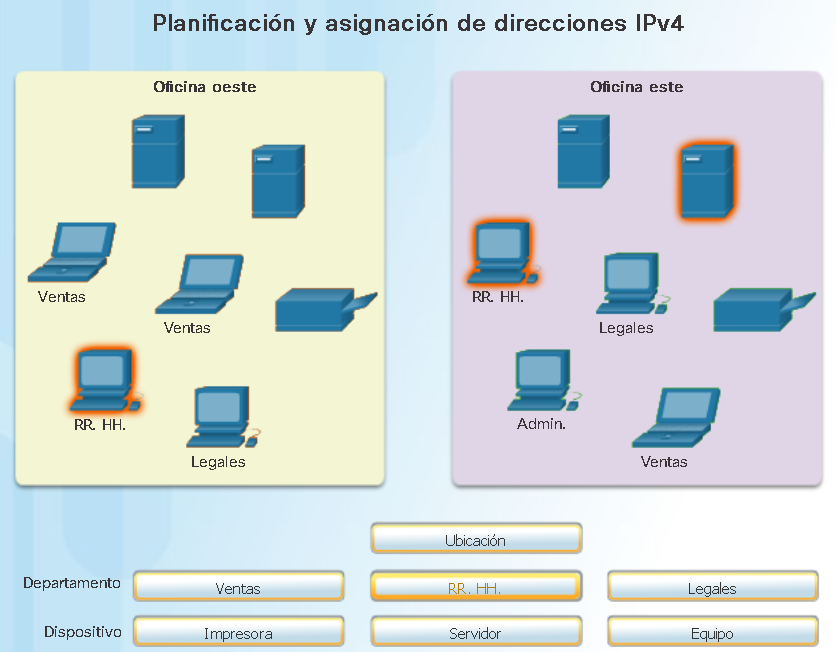 Planificación y asignación de direcciones IPv4
Oficina oeste
Ventas
Ventas
RR. HH.
Legales
Oficina este
RR. HH.
Legales
Admin.
Ventas
Ubicación
Departamento
Ventas
RR. HH.
Legales
Dispositivo
Impresora
Servidor
Equipo